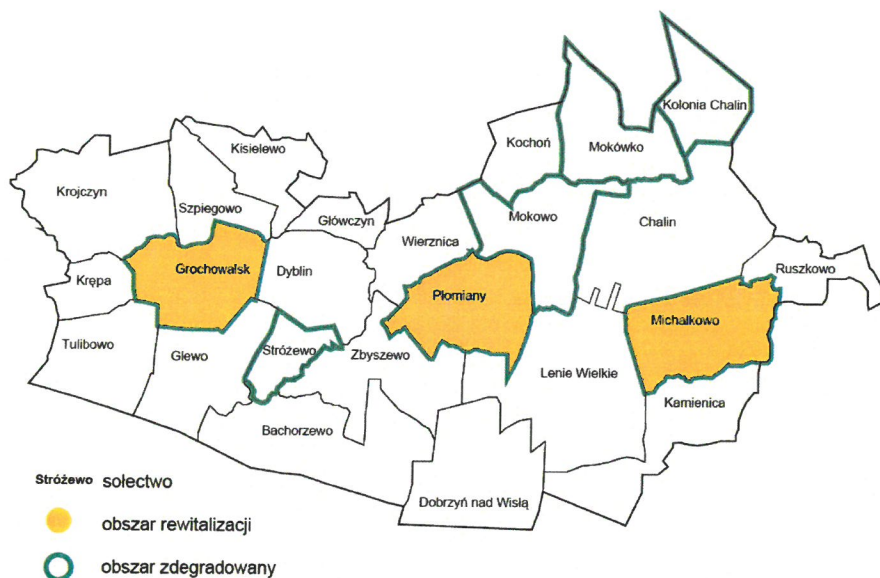 Kolonia Chalin
Kisielewo
Kochoń
Mokówko
Krojczyn
Szpiegowo
Główczyn
Mokowo
Chalin
Wierznica
Krępa
Grochowalsk
Dyblin
Ruszkowo
Płomiany
Michałkowo
Tulibowo
Glewo
Stróżewo
Zbyszewo
Lenie Wielkie
Kamienica
Bachorzewo
Dobrzyń nad Wisłą
Stróżewo sołectwo
obszar rewitalizacji
obszar zdegradowany